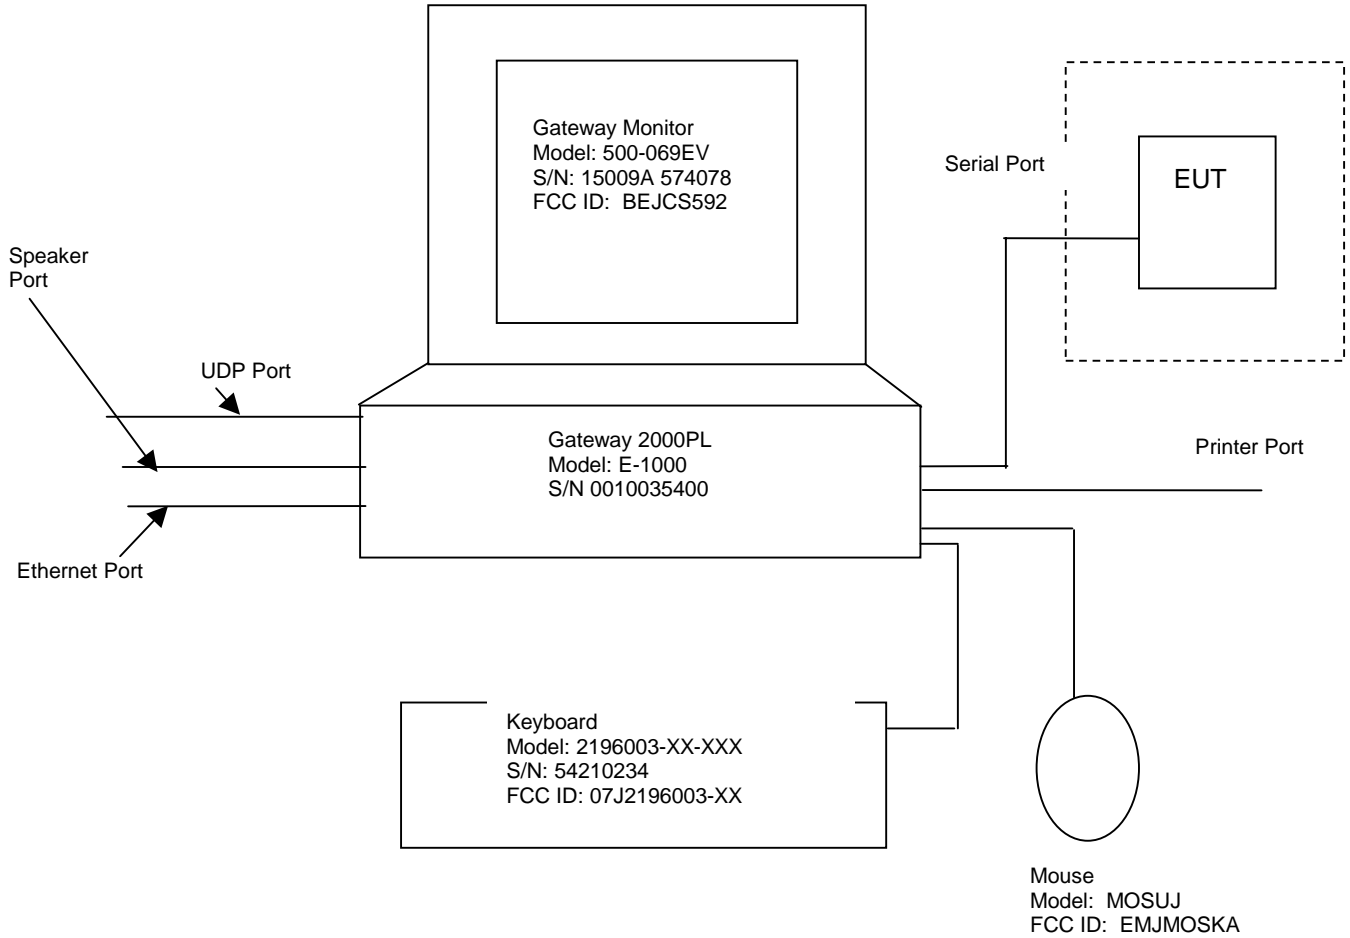 Gateway Monitor
Model: 500-069EV
S/N: 15009A 574078
FCC ID:  BEJCS592
Serial Port
EUT
Speaker
Port
UDP Port
Gateway 2000PL
Model: E-1000
S/N 0010035400
Printer Port
Ethernet Port
Keyboard
Model: 2196003-XX-XXX
S/N: 54210234
FCC ID: 07J2196003-XX
Mouse
Model:  MOSUJ
FCC ID:  EMJMOSKA